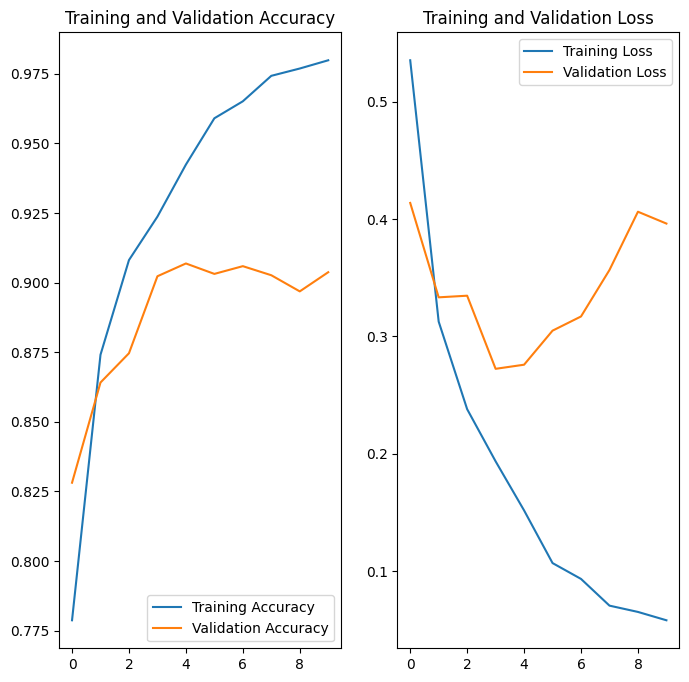 Training and Validation Accuracy
0.975
0.950
0.925
0.900
0.875
0.850
0.825
0.800
0.775
Training Accuracy
Validation Accuracy
0 2 4 6 8
Training and Validation Loss
Training Loss
Validation Loss
0.5
0.4
0.3
0.2
0.1
0 2 4 6 8